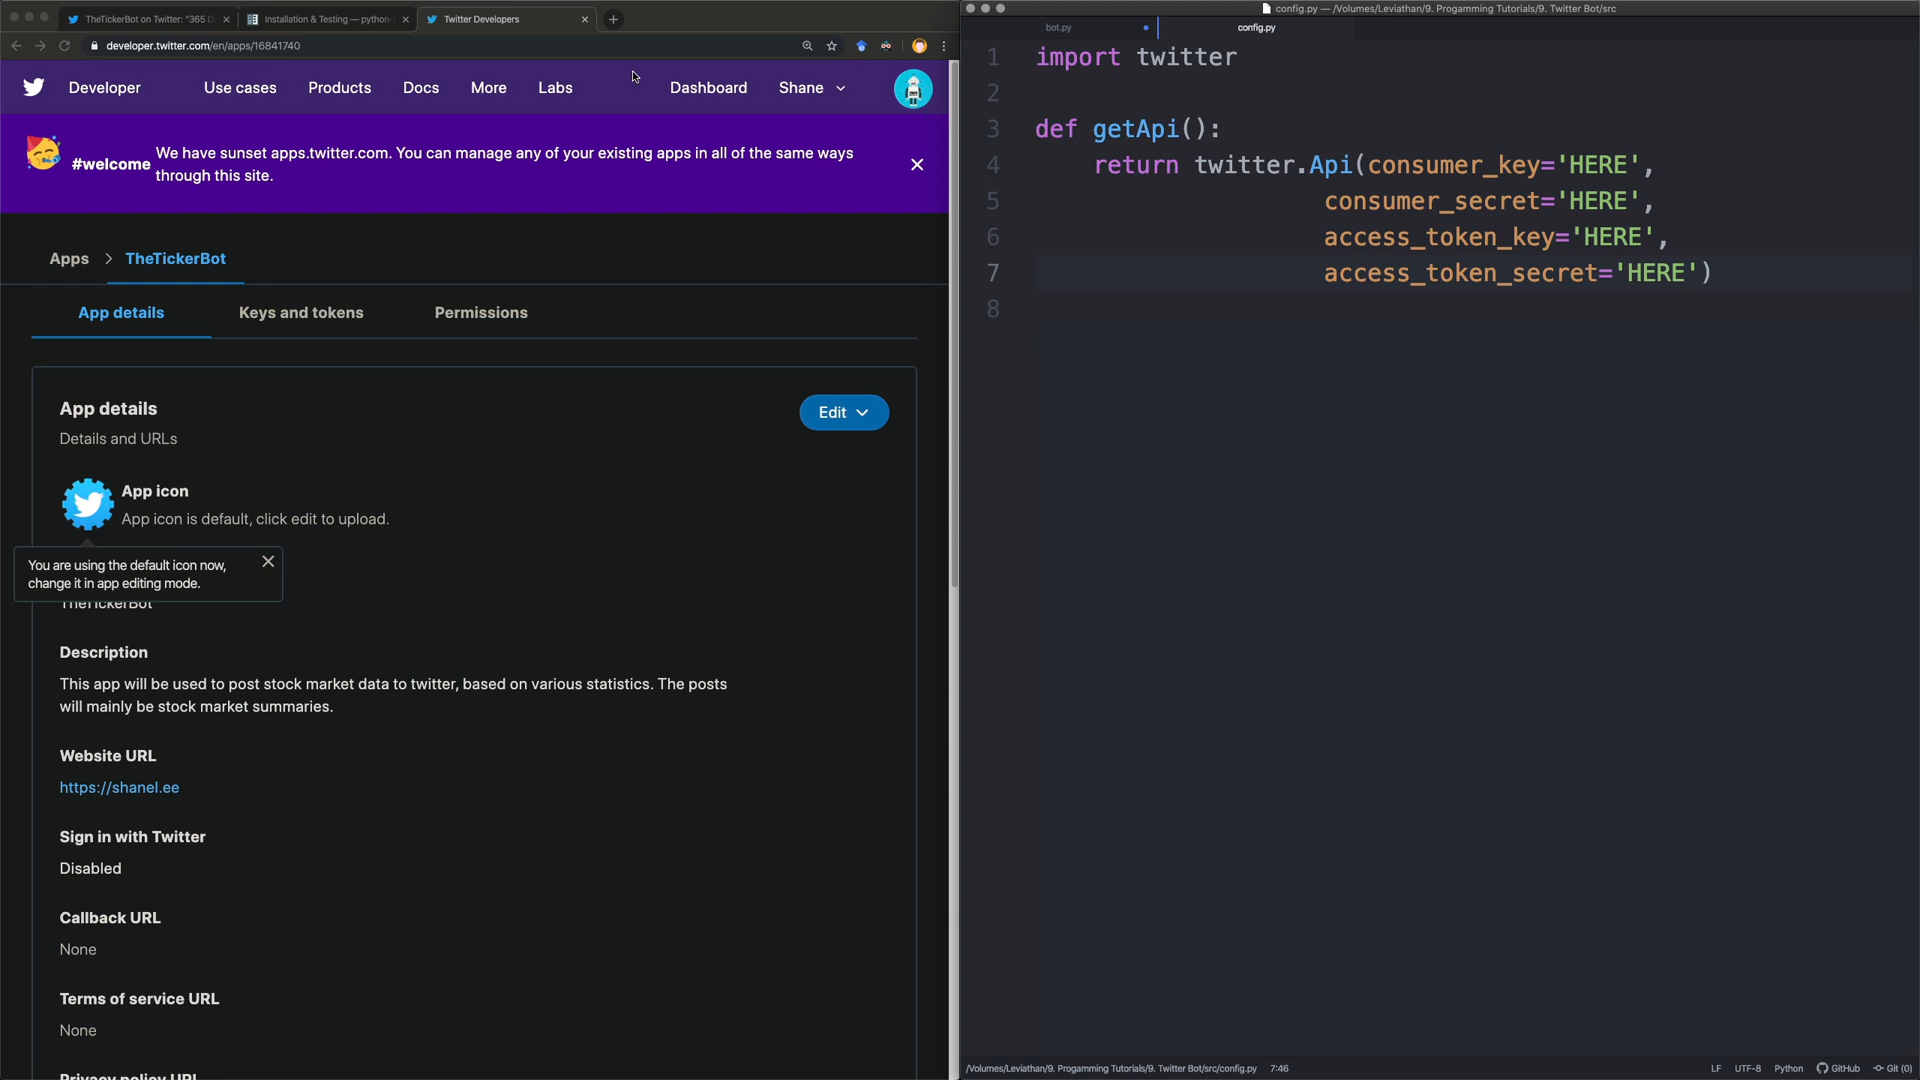 TheTickerBot on Twitter: "365 D
Installation & Testing — python-
Twitter Developers
developer.twitter.com/en/apps/16841740
Developer
Use cases
Products
Docs
More
Labs
Dashboard
Shane
#welcome
We have sunset apps.twitter.com. You can manage any of your existing apps in all of the same ways
through this site.
Apps > TheTickerBot
App details
Keys and tokens
Permissions
App details
Edit
Details and URLs
App icon
App icon is default, click edit to upload.
You are using the default icon now,
change it in app editing mode.
TheTickerBot
Description
This app will be used to post stock market data to twitter, based on various statistics. The posts
will mainly be stock market summaries.
Website URL
https://shanel.ee
Sign in with Twitter
Disabled
Callback URL
None
Terms of service URL
None
Privacy policy URL
config.py — /Volumes/Leviathan/9. Progamming Tutorials/9. Twitter Bot/src
bot.py
config.py
1 import twitter
2
3 def getApi():
4 return twitter.Api(consumer_key='HERE',
5 consumer_secret='HERE',
6 access_token_key='HERE',
7 access_token_secret='HERE')
8
/Volumes/Leviathan/9. Progamming Tutorials/9. Twitter Bot/src/config.py 7:46
LF UTF-8 Python GitHub Git (0)